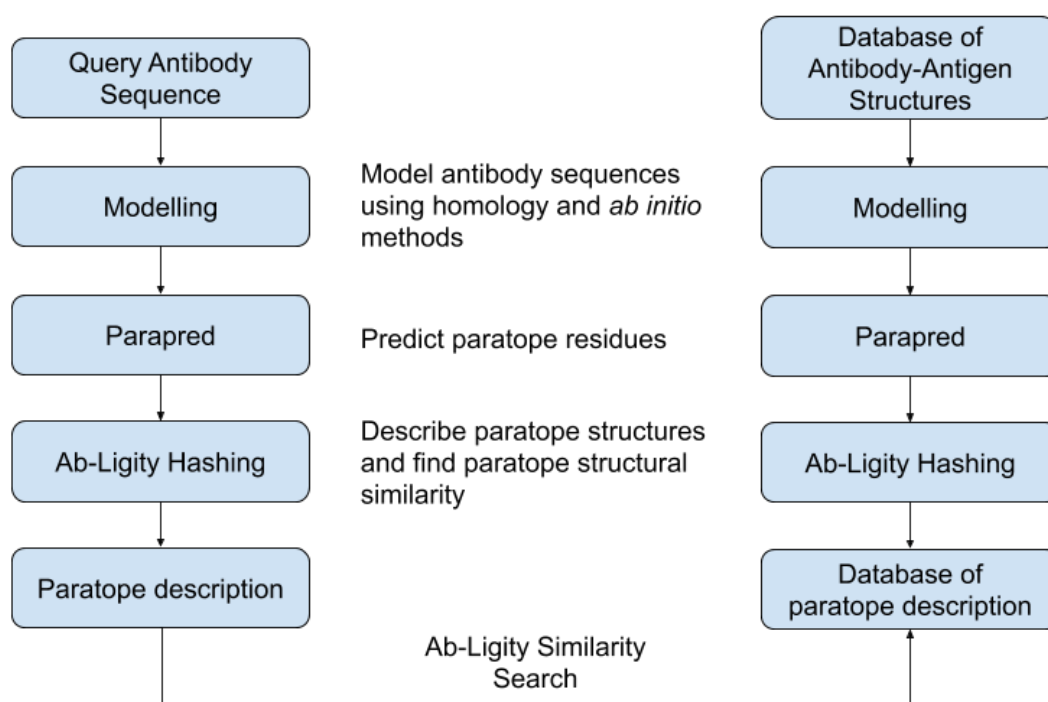 Query Antibody
Sequence
Modelling
Parapred
Ab-Ligity Hashing
Paratope description
Model antibody sequences
using homology and ab initio
methods
Predict paratope residues
Describe paratope structures
and find paratope structural
similarity
Ab-Ligity Similarity
Search
Database of
Antibody-Antigen
Structures
Modelling
Parapred
Ab-Ligity Hashing
Database of
paratope description